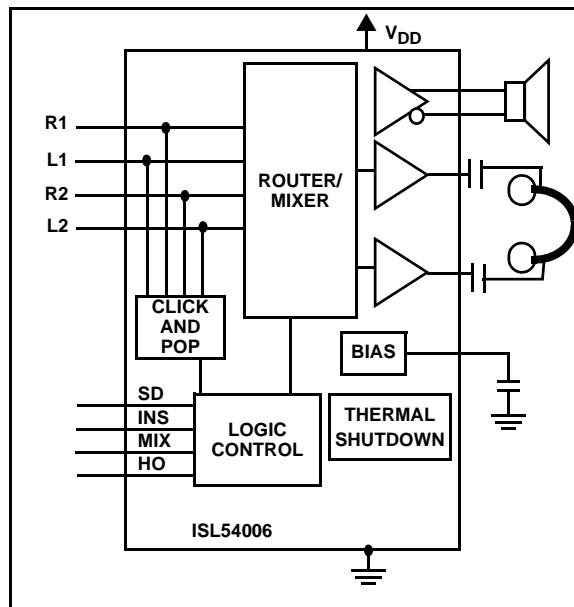 V_DD
R1
L1
R2
L2
ROUTER/
MIXER
CLICK
AND
POP
BIAS
SD
INS
MIX
HO
LOGIC
CONTROL
THERMAL
SHUTDOWN
ISL54006